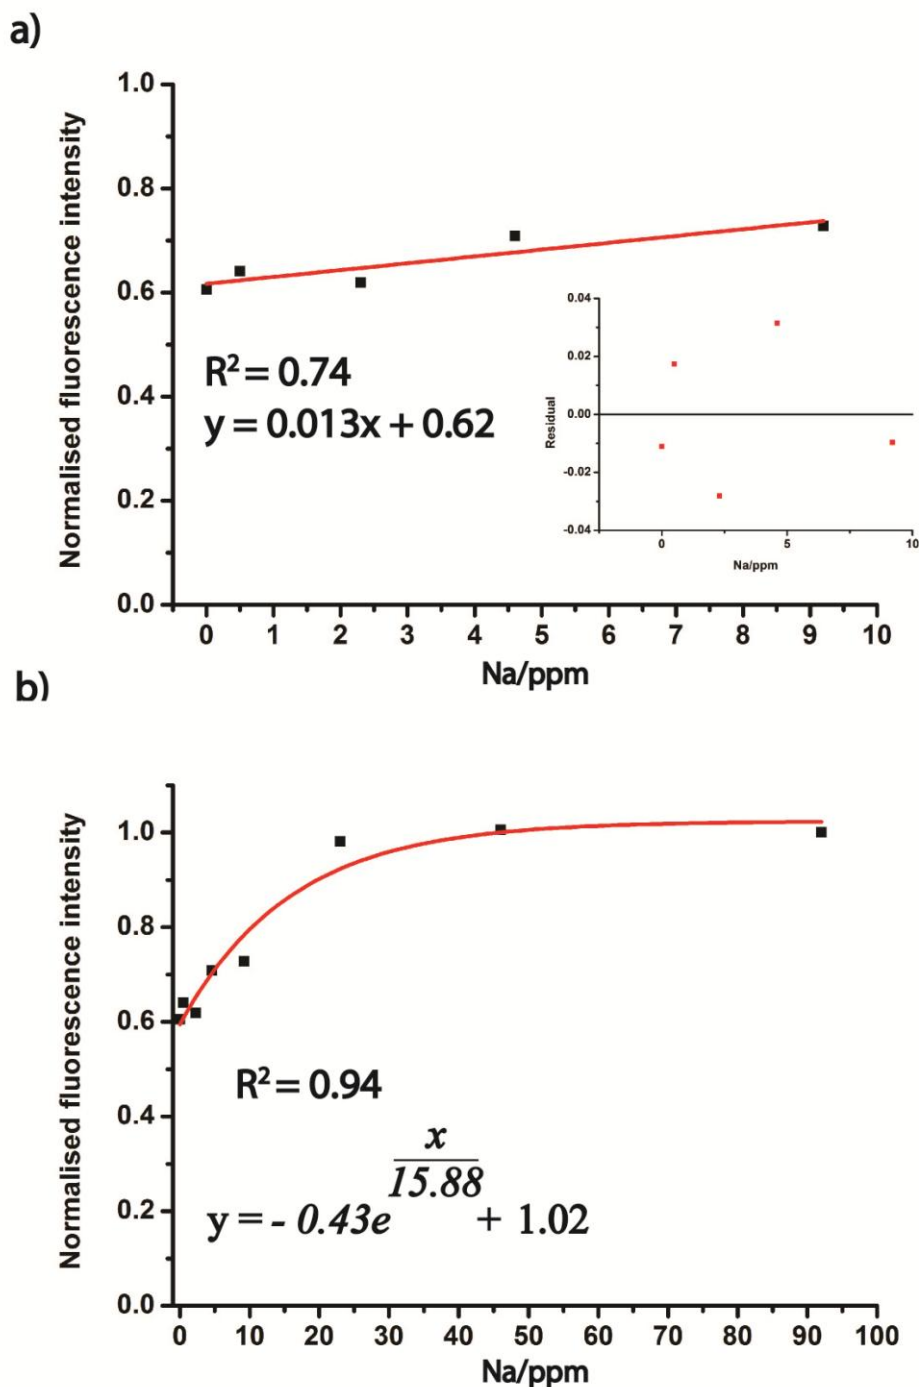 a)
Normalised fluorescence intensity
1.0
0.8
0.6
0.4
0.2
0.0
R² = 0.74
y = 0.013x + 0.62
Residual
0.04
0.02
0.00
-0.02
-0.04
0 5 10
Na/ppm
0 1 2 3 4 5 6 7 8 9 10
Na/ppm
b)
Normalised fluorescence intensity
1.0
0.8
0.6
0.4
0.2
0.0
R² = 0.94
x
15.88
y = - 0.43e + 1.02
0 10 20 30 40 50 60 70 80 90 100
Na/ppm